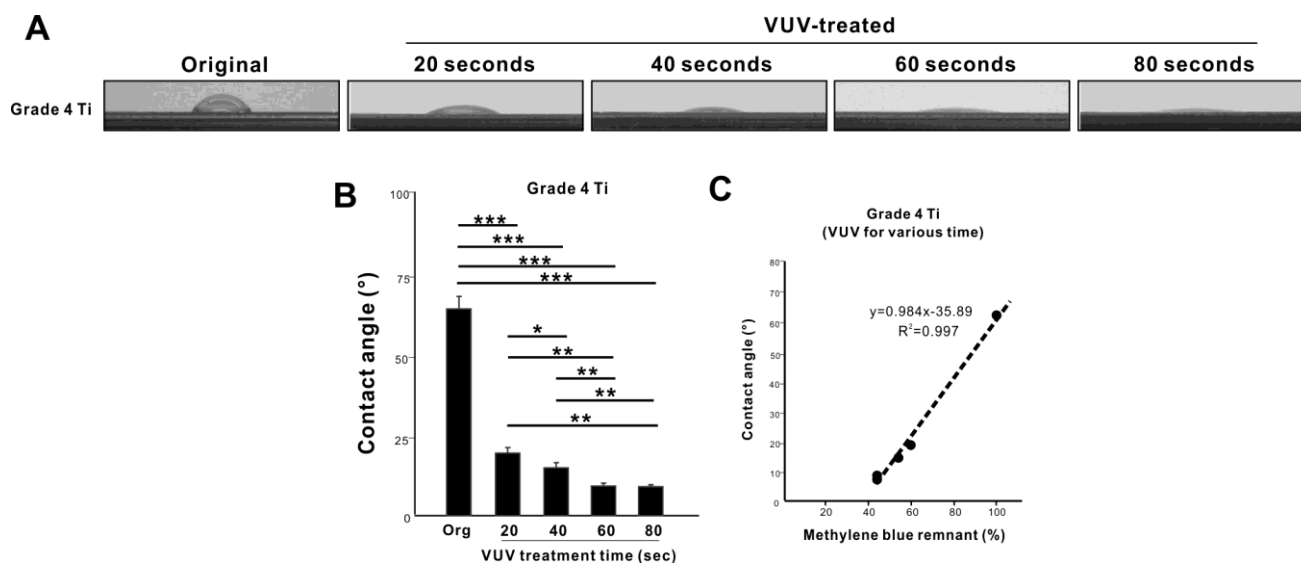 A
VUV-treated
Original
20 seconds
40 seconds
60 seconds
80 seconds
Grade 4 Ti
B
Grade 4 Ti
100
75
50
25
0
Contact angle (°)
***
***
***
***
*
**
**
**
**
Org
20
40
60
80
VUV treatment time (sec)
C
Grade 4 Ti
(VUV for various time)
80
70
60
50
40
30
20
10
0
Contact angle (°)
y=0.984x-35.89
R²=0.997
20
40
60
80
100
Methylene blue remnant (%)